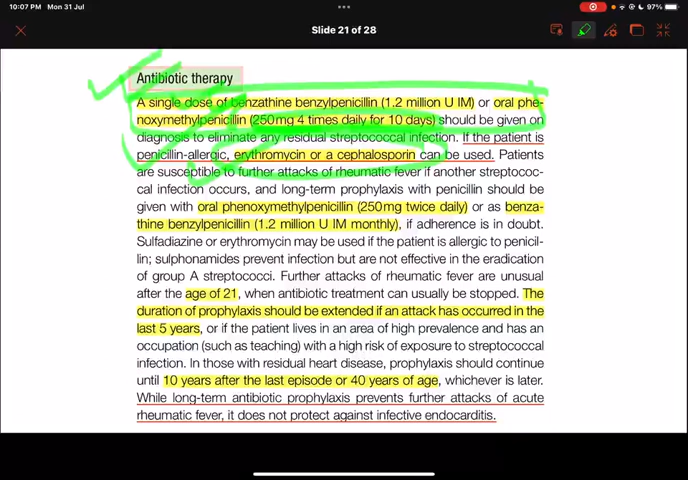 10:07 PM Mon 31 Jul
97%
Slide 21 of 28
Antibiotic therapy
A single dose of benzathine benzylpenicillin (1.2 million U IM) or oral phe-
noxymethylpenicillin (250 mg 4 times daily for 10 days) should be given on
diagnosis to eliminate any residual streptococcal infection. If the patient is
penicillin-allergic, erythromycin or a cephalosporin can be used. Patients
are susceptible to further attacks of rheumatic fever if another streptococ-
cal infection occurs, and long-term prophylaxis with penicillin should be
given with oral phenoxymethylpenicillin (250 mg twice daily) or as benza-
thine benzylpenicillin (1.2 million U IM monthly), if adherence is in doubt.
Sulfadiazine or erythromycin may be used if the patient is allergic to penicil-
lin; sulphonamides prevent infection but are not effective in the eradication
of group A streptococci. Further attacks of rheumatic fever are unusual
after the age of 21, when antibiotic treatment can usually be stopped. The
duration of prophylaxis should be extended if an attack has occurred in the
last 5 years, or if the patient lives in an area of high prevalence and has an
occupation (such as teaching) with a high risk of exposure to streptococcal
infection. In those with residual heart disease, prophylaxis should continue
until 10 years after the last episode or 40 years of age, whichever is later.
While long-term antibiotic prophylaxis prevents further attacks of acute
rheumatic fever, it does not protect against infective endocarditis.